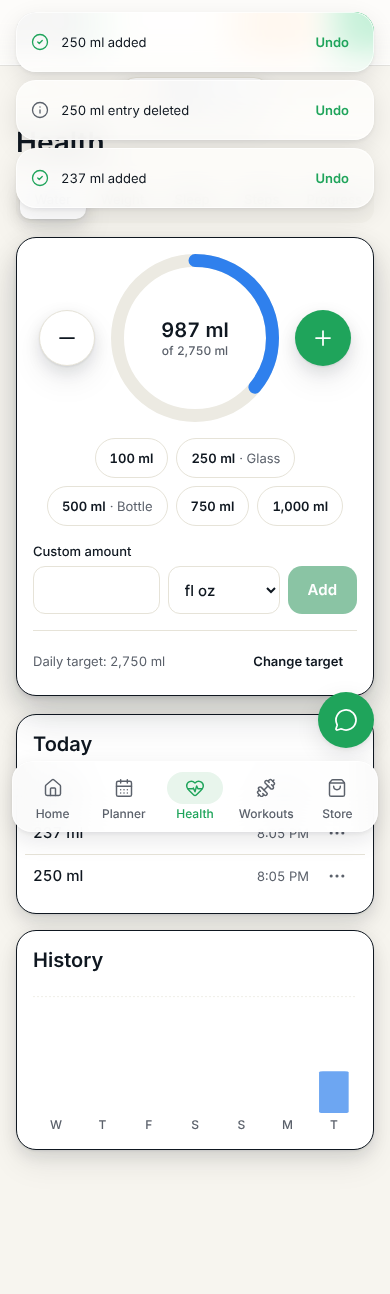 250 ml added Undo
250 ml entry deleted Undo
Health
237 ml added Undo
987 ml
of 2,750 ml
100 ml 250 ml · Glass
500 ml · Bottle 750 ml 1,000 ml
Custom amount
fl oz Add
Daily target: 2,750 ml Change target
Today
Home Planner Health Workouts Store
237 ml 8:05 PM
250 ml 8:05 PM
History
W T F S S M T